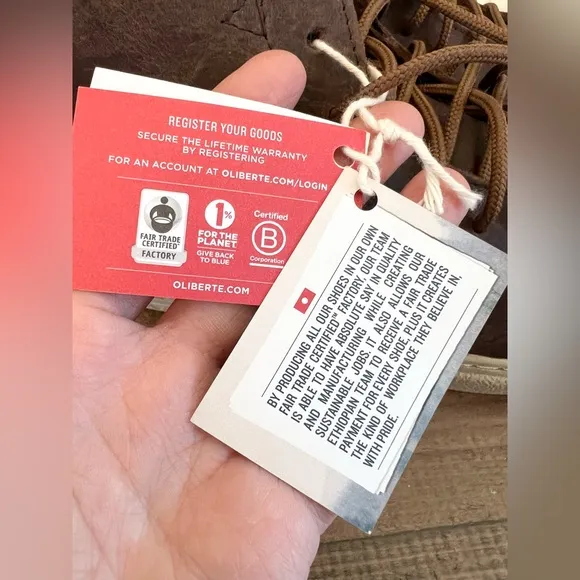 REGISTER YOUR GOODS
SECURE THE LIFETIME WARRANTY
BY REGISTERING
FOR AN ACCOUNT AT OLIBERTE.COM/LOGIN
FAIR TRADE
CERTIFIED™
FACTORY
1%
FOR THE
PLANET
GIVE BACK
TO BLUE
Certified
B
Corporation
OLIBERTE.COM
BY PRODUCING ALL OUR SHOES IN OUR OWN
FAIR TRADE CERTIFIED™ FACTORY, OUR TEAM
IS ABLE TO HAVE ABSOLUTE SAY IN QUALITY
AND MANUFACTURING WHILE CREATING
SUSTAINABLE JOBS. IT ALSO ALLOWS OUR
ETHIOPIAN TEAM TO RECEIVE A FAIR TRADE
PAYMENT FOR EVERY SHOE. PLUS IT CREATES
THE KIND OF WORKPLACE THEY BELIEVE IN,
WITH PRIDE.